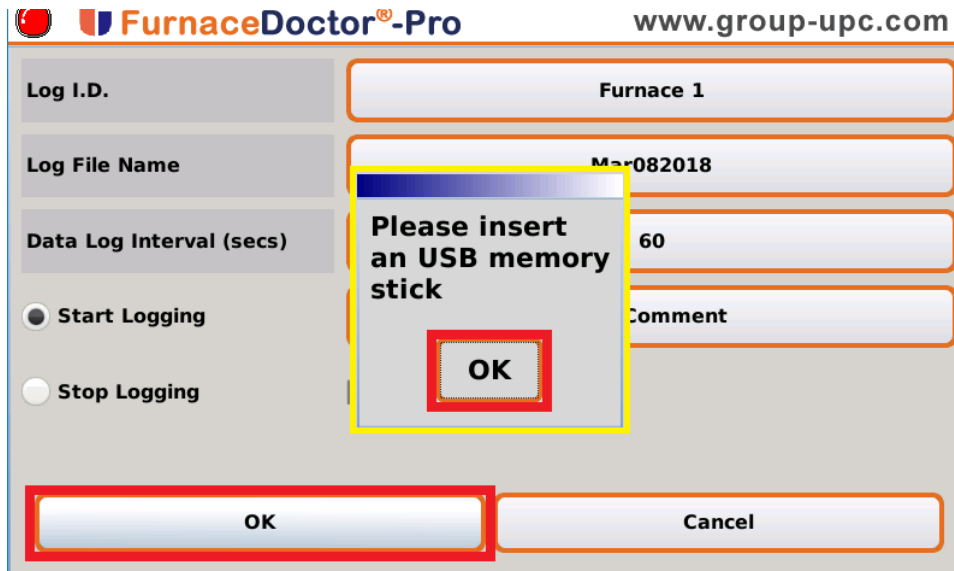 FurnaceDoctor®-Pro www.group-upc.com
Log I.D. Furnace 1
Log File Name Mar082018
Data Log Interval (secs) 60
Start Logging Comment
Stop Logging
Please insert
an USB memory
stick
OK
OK Cancel